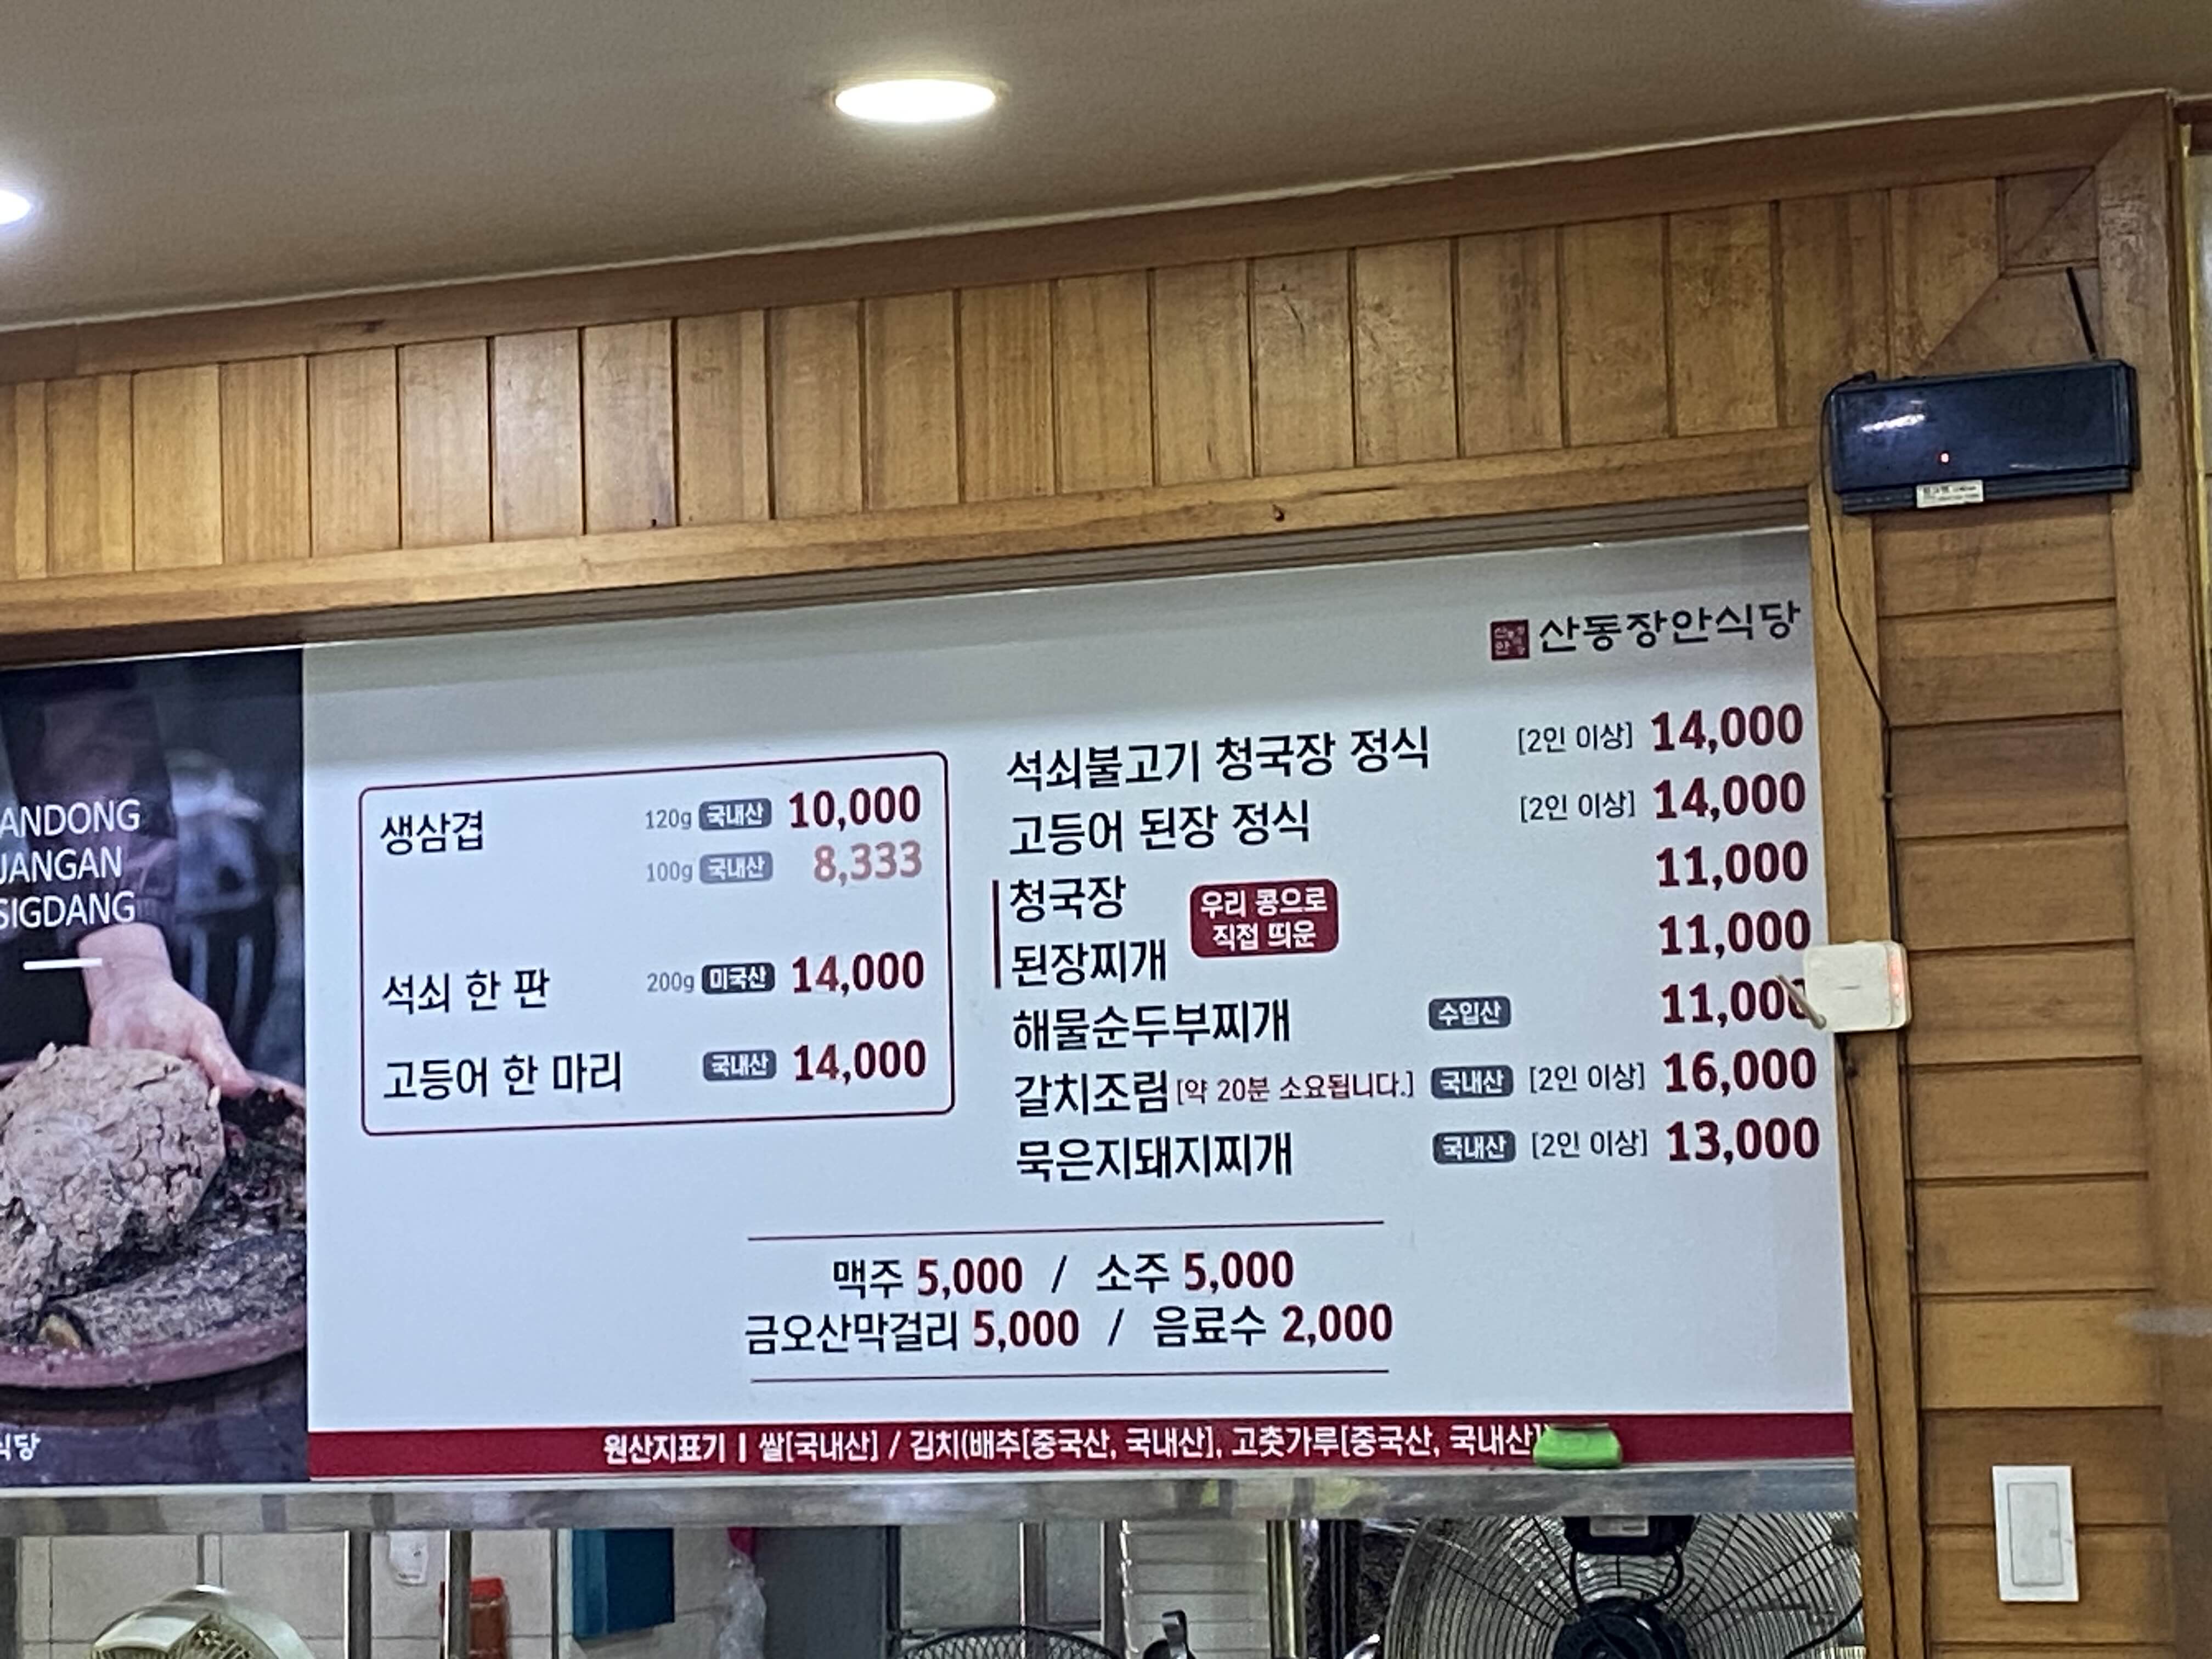 ANDONG
JANGAN
SIGDANG
식당
산동장안식당
생삼겹 120g 국내산 10,000
100g 국내산 8,333
석쇠 한 판 200g 미국산 14,000
고등어 한 마리 국내산 14,000
석쇠불고기 청국장 정식 [2인 이상] 14,000
고등어 된장 정식 [2인 이상] 14,000
청국장 11,000
우리 콩으로
직접 띄운
된장찌개 11,000
해물순두부찌개 수입산 11,000
갈치조림 [약 20분 소요됩니다.] 국내산 [2인 이상] 16,000
묵은지돼지찌개 국내산 [2인 이상] 13,000
맥주 5,000 / 소주 5,000
금오산막걸리 5,000 / 음료수 2,000
원산지표기 | 쌀[국내산] / 김치(배추[중국산, 국내산], 고춧가루[중국산, 국내산])